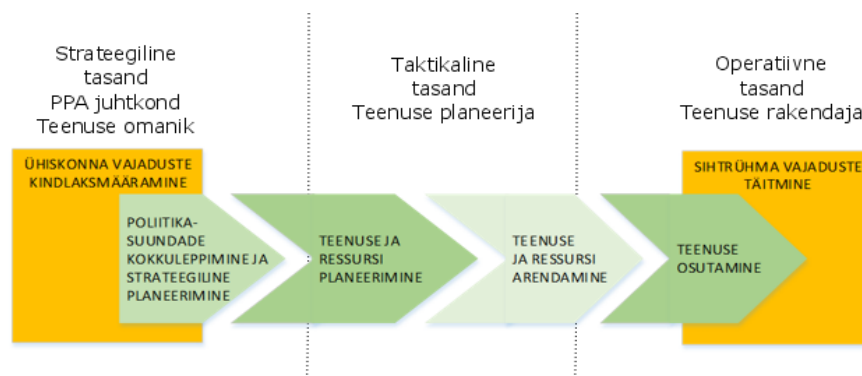 Strateegiline
tasand
PPA juhtkond
Teenuse omanik
Taktikaline
tasand
Teenuse planeerija
Operatiivne
tasand
Teenuse rakendaja
ÜHISKONNA VAJADUSTE
KINDLAKSMÄÄRAMINE
POLIITIKA-
SUUNDADE
KOKKULEPPIMINE JA
STRATEEGILINE
PLANEERIMINE
TEENUSE JA
RESSURSI
PLANEERIMINE
TEENUSE
JA RESSURSI
ARENDAMINE
SIHTRÜHMA VAJADUSTE
TÄITMINE
TEENUSE
OSUTAMINE